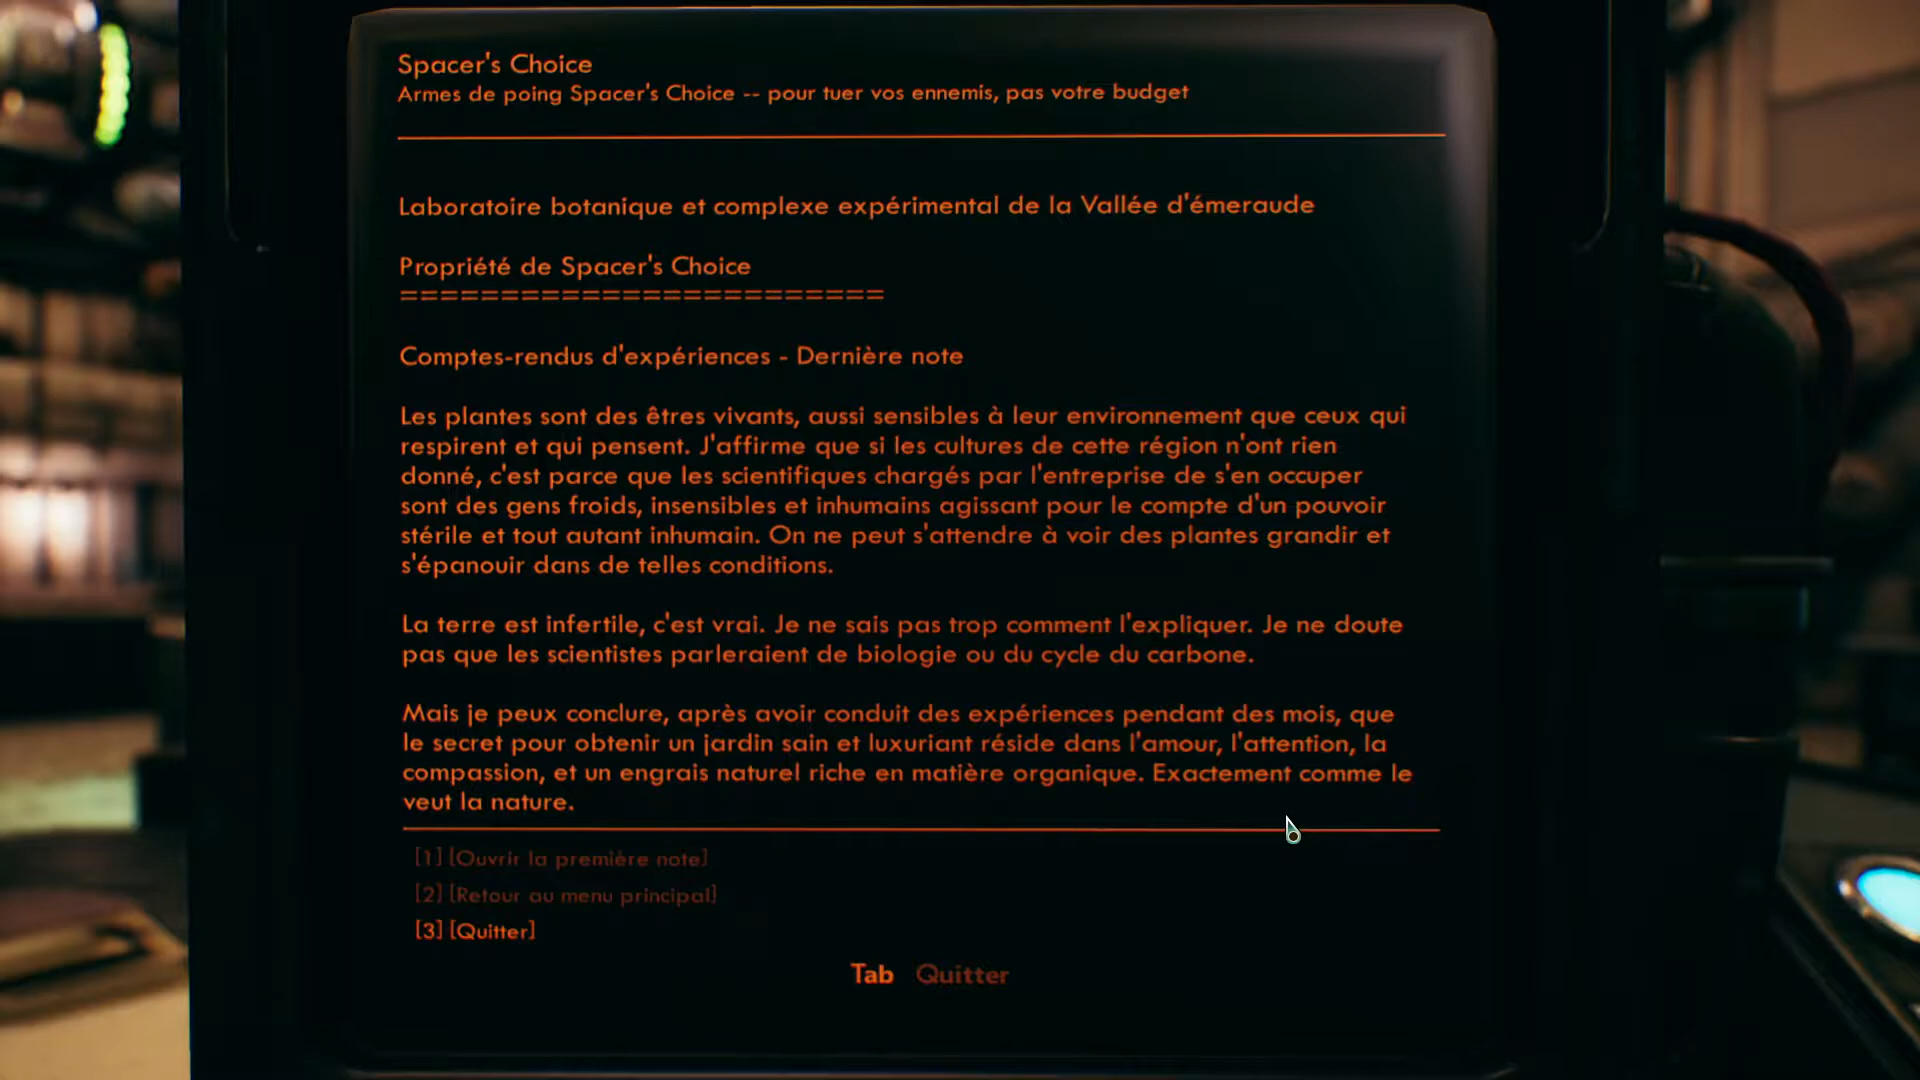 Spacer's Choice
Armes de poing Spacer's Choice -- pour tuer vos ennemis, pas votre budget
Laboratoire botanique et complexe expérimental de la Vallée d'émeraude
Propriété de Spacer's Choice
========================
Comptes-rendus d'expériences - Dernière note
Les plantes sont des êtres vivants, aussi sensibles à leur environnement que ceux qui
respirent et qui pensent. J'affirme que si les cultures de cette région n'ont rien
donné, c'est parce que les scientifiques chargés par l'entreprise de s'en occuper
sont des gens froids, insensibles et inhumains agissant pour le compte d'un pouvoir
stérile et tout autant inhumain. On ne peut s'attendre à voir des plantes grandir et
s'épanouir dans de telles conditions.
La terre est infertile, c'est vrai. Je ne sais pas trop comment l'expliquer. Je ne doute
pas que les scientistes parleraient de biologie ou du cycle du carbone.
Mais je peux conclure, après avoir conduit des expériences pendant des mois, que
le secret pour obtenir un jardin sain et luxuriant réside dans l'amour, l'attention, la
compassion, et un engrais naturel riche en matière organique. Exactement comme le
veut la nature.
[1] [Ouvrir la première note]
[2] [Retour au menu principal]
[3] [Quitter]
Tab Quitter